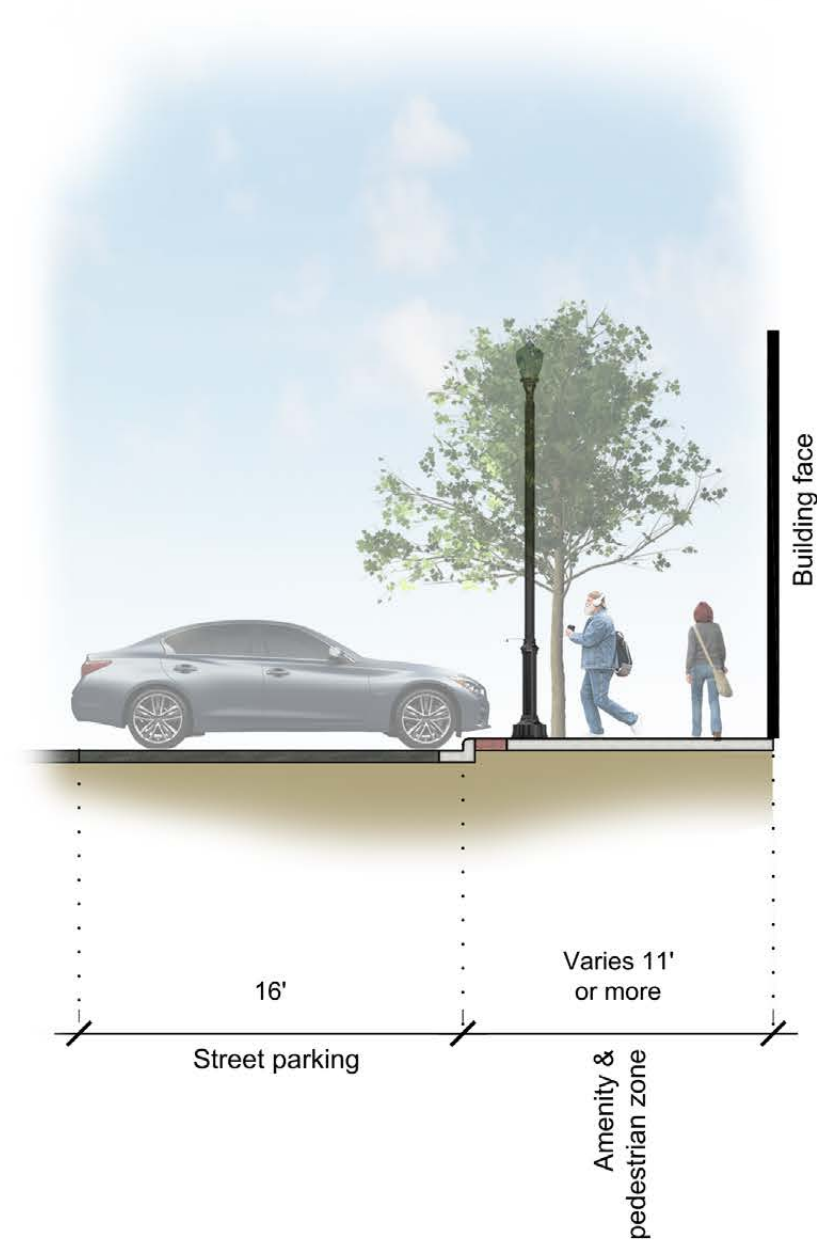 Building face
16'
Varies 11'
or more
Street parking
Amenity &
pedestrian zone